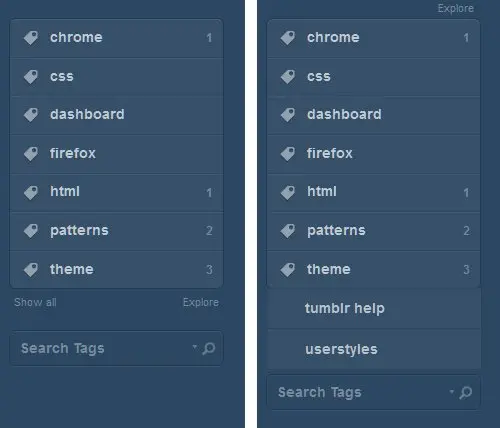 chrome 1
css
dashboard
firefox
html 1
patterns 2
theme 3
Show all Explore
Search Tags
Explore
chrome 1
css
dashboard
firefox
html 1
patterns 2
theme 3
tumblr help
userstyles
Search Tags